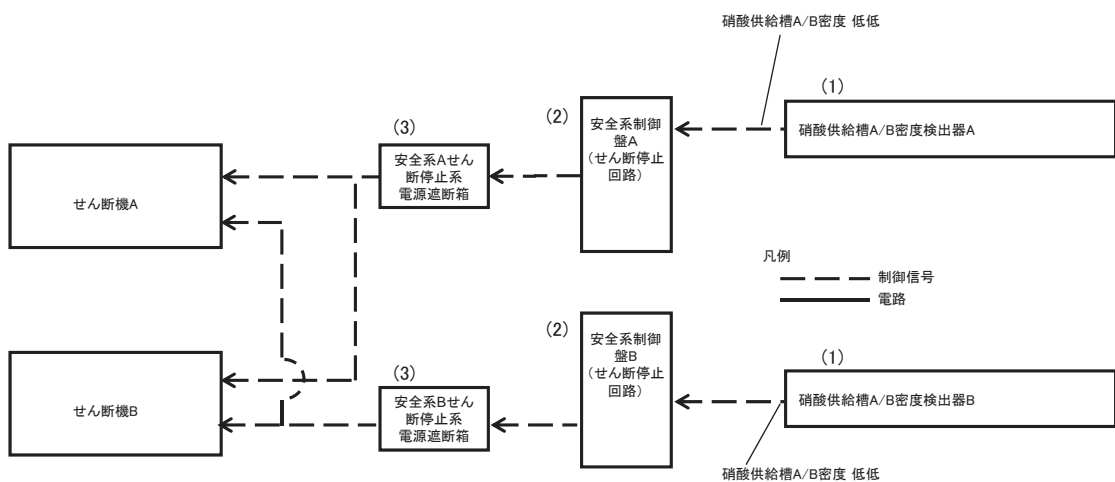 硝酸供給槽A/B密度 低低
(1)
硝酸供給槽A/B密度検出器A
(2)
安全系制御
盤A
(せん断停止
回路)
(3)
安全系Aせん
断停止系
電源遮断箱
せん断機A
凡例
制御信号
電路
(2)
安全系制御
盤B
(せん断停止
回路)
(1)
硝酸供給槽A/B密度検出器B
(3)
安全系Bせん
断停止系
電源遮断箱
せん断機B
硝酸供給槽A/B密度 低低